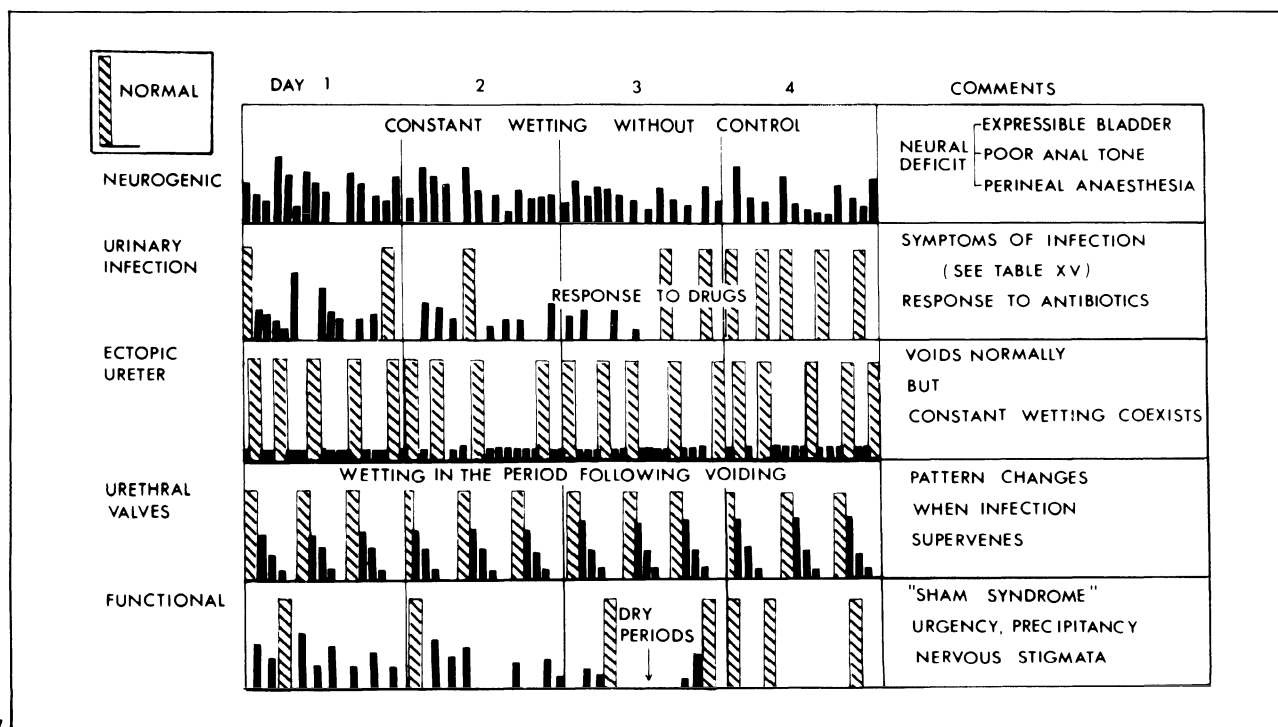 NORMAL
DAY 1 2 3 4 COMMENTS
CONSTANT WETTING WITHOUT CONTROL
NEUROGENIC
NEURAL DEFICIT
EXPRESSIBLE BLADDER
POOR ANAL TONE
PERINEAL ANAESTHESIA
URINARY
INFECTION
RESPONSE TO DRUGS
SYMPTOMS OF INFECTION
(SEE TABLE XV)
RESPONSE TO ANTIBIOTICS
ECTOPIC
URETER
VOIDS NORMALLY
BUT
CONSTANT WETTING COEXISTS
WETTING IN THE PERIOD FOLLOWING VOIDING
URETHRAL
VALVES
PATTERN CHANGES
WHEN INFECTION
SUPERVENES
FUNCTIONAL
DRY
PERIODS
"SHAM SYNDROME"
URGENCY, PRECIPITANCY
NERVOUS STIGMATA